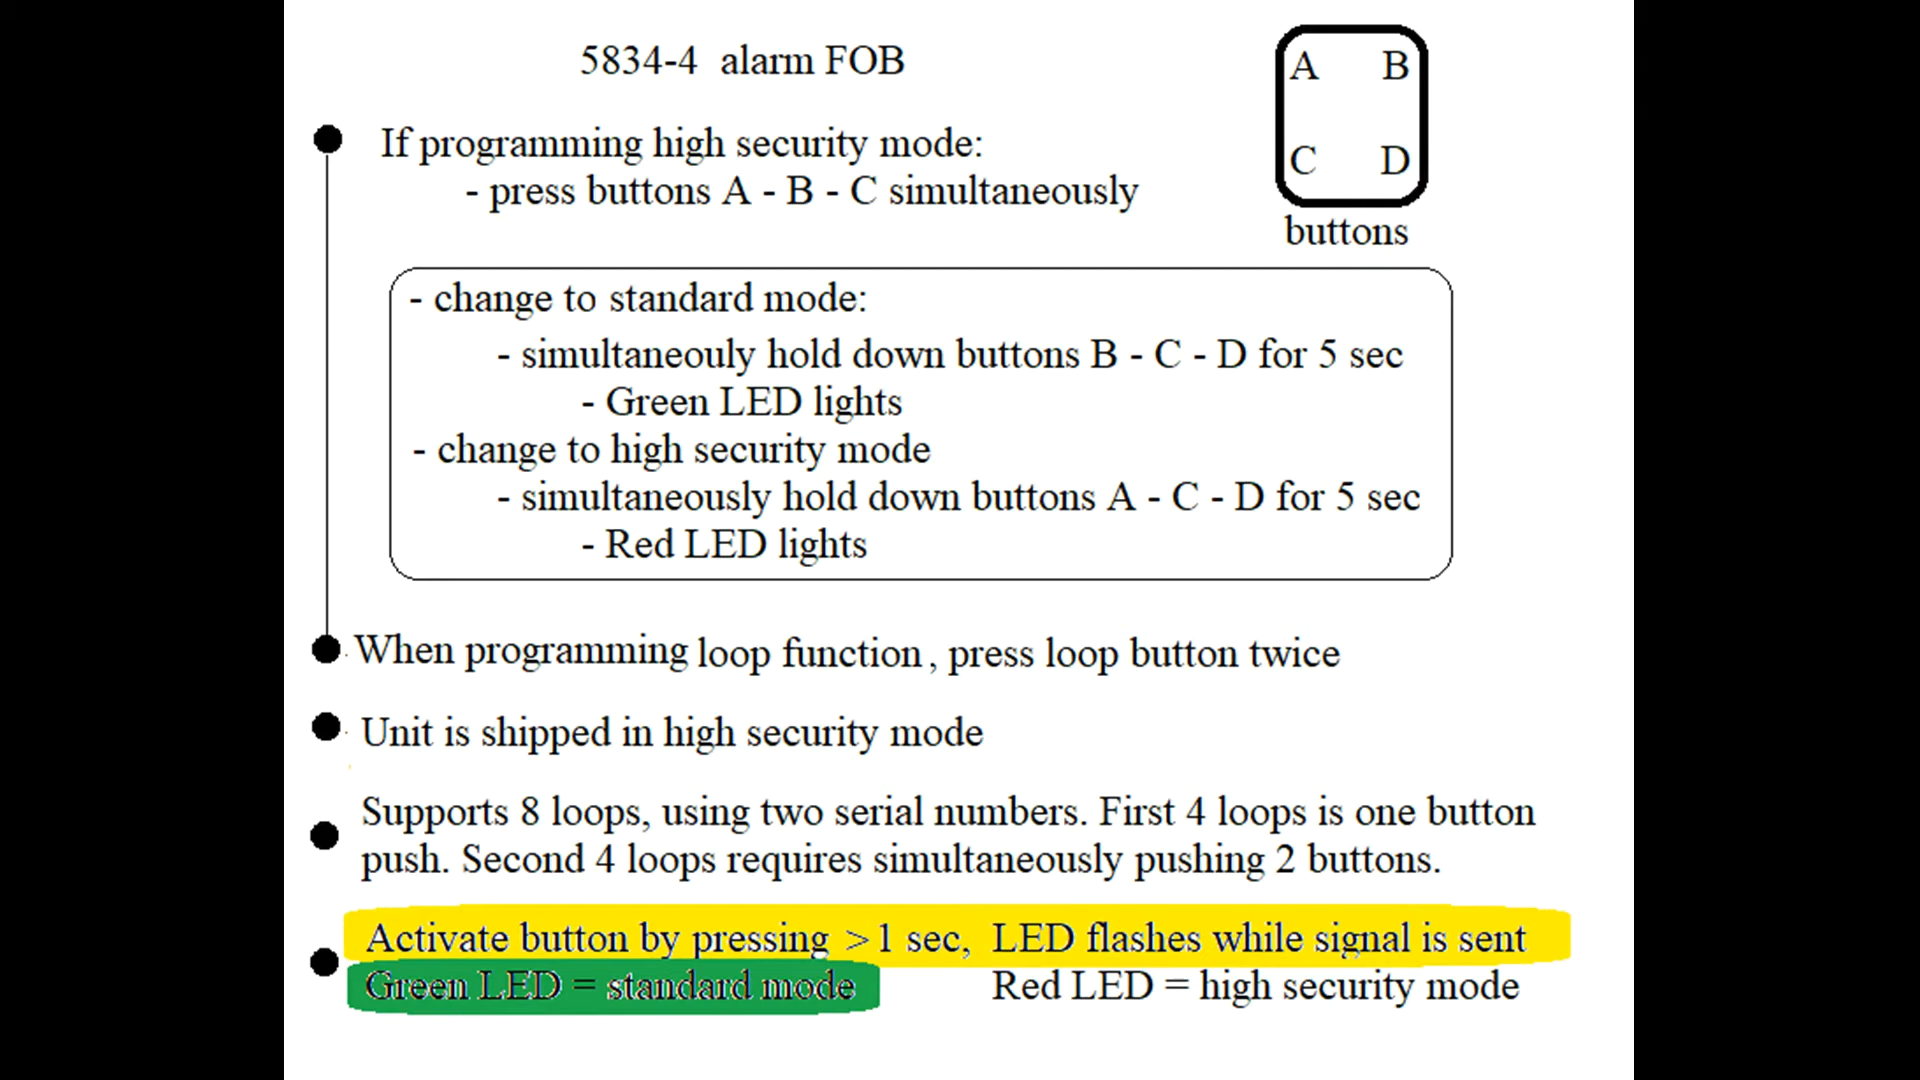 5834-4 alarm FOB
A B
C D
buttons
If programming high security mode:
- press buttons A - B - C simultaneously
- change to standard mode:
- simultaneouly hold down buttons B - C - D for 5 sec
- Green LED lights
- change to high security mode
- simultaneously hold down buttons A - C - D for 5 sec
- Red LED lights
When programming loop function, press loop button twice
Unit is shipped in high security mode
Supports 8 loops, using two serial numbers. First 4 loops is one button
push. Second 4 loops requires simultaneously pushing 2 buttons.
Activate button by pressing >1 sec, LED flashes while signal is sent
Green LED = standard mode Red LED = high security mode